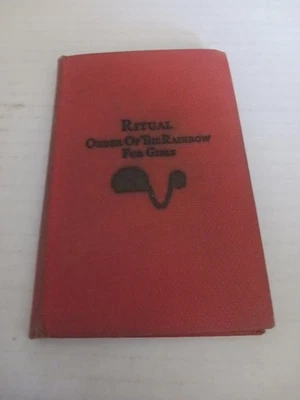 RITUAL
ORDER OF THE RAINBOW
FOR GIRLS